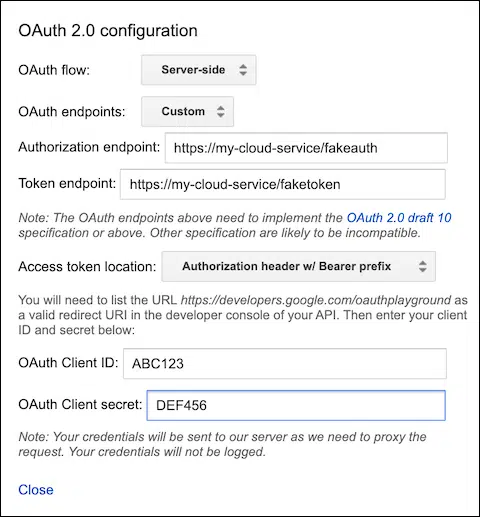 OAuth 2.0 configuration
OAuth flow: Server-side
OAuth endpoints: Custom
Authorization endpoint: https://my-cloud-service/fakeauth
Token endpoint: https://my-cloud-service/faketoken
Note: The OAuth endpoints above need to implement the OAuth 2.0 draft 10
specification or above. Other specification are likely to be incompatible.
Access token location: Authorization header w/ Bearer prefix
You will need to list the URL https://developers.google.com/oauthplayground as
a valid redirect URI in the developer console of your API. Then enter your client
ID and secret below:
OAuth Client ID: ABC123
OAuth Client secret: DEF456
Note: Your credentials will be sent to our server as we need to proxy the
request. Your credentials will not be logged.
Close